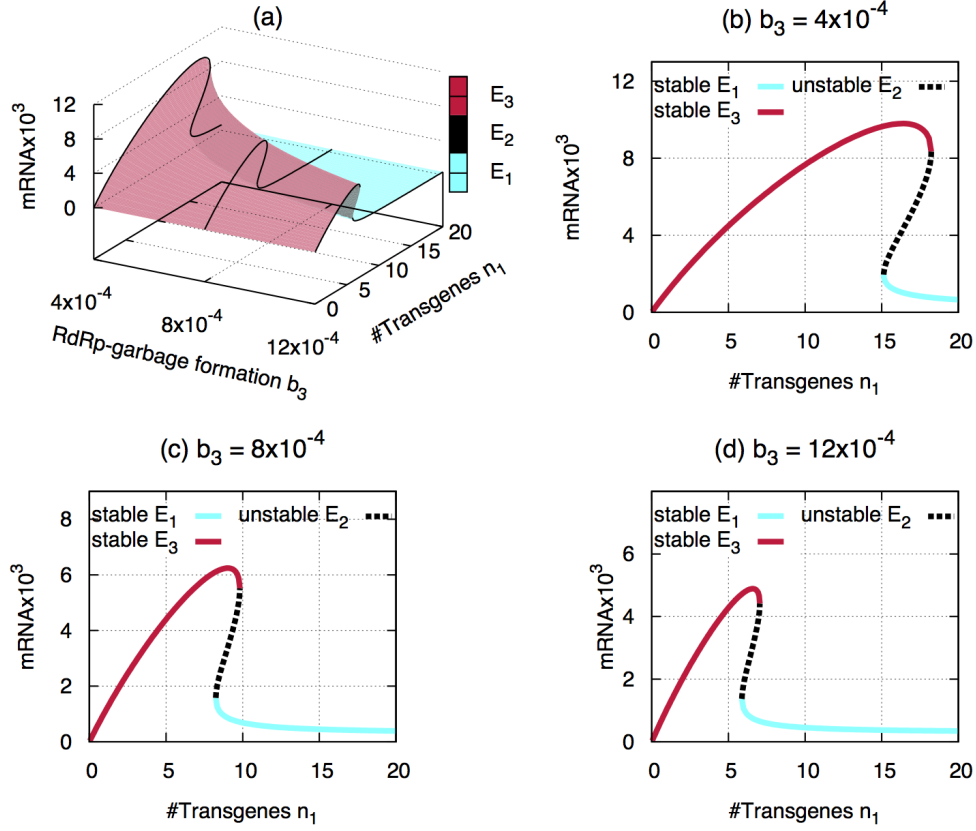 (a)
mRNAx10³
12
8
4
0
E₃
E₂
E₁
4x10⁻⁴
8x10⁻⁴
12x10⁻⁴
RdRp-garbage formation b₃
0
5
10
15
20
#Transgenes n₁
(b) b₃ = 4x10⁻⁴
mRNAx10³
12
8
4
0
stable E₁ unstable E₂
stable E₃
0 5 10 15 20
#Transgenes n₁
(c) b₃ = 8x10⁻⁴
mRNAx10³
8
6
4
2
0
stable E₁ unstable E₂
stable E₃
0 5 10 15 20
#Transgenes n₁
(d) b₃ = 12x10⁻⁴
mRNAx10³
6
4
2
0
stable E₁ unstable E₂
stable E₃
0 5 10 15 20
#Transgenes n₁